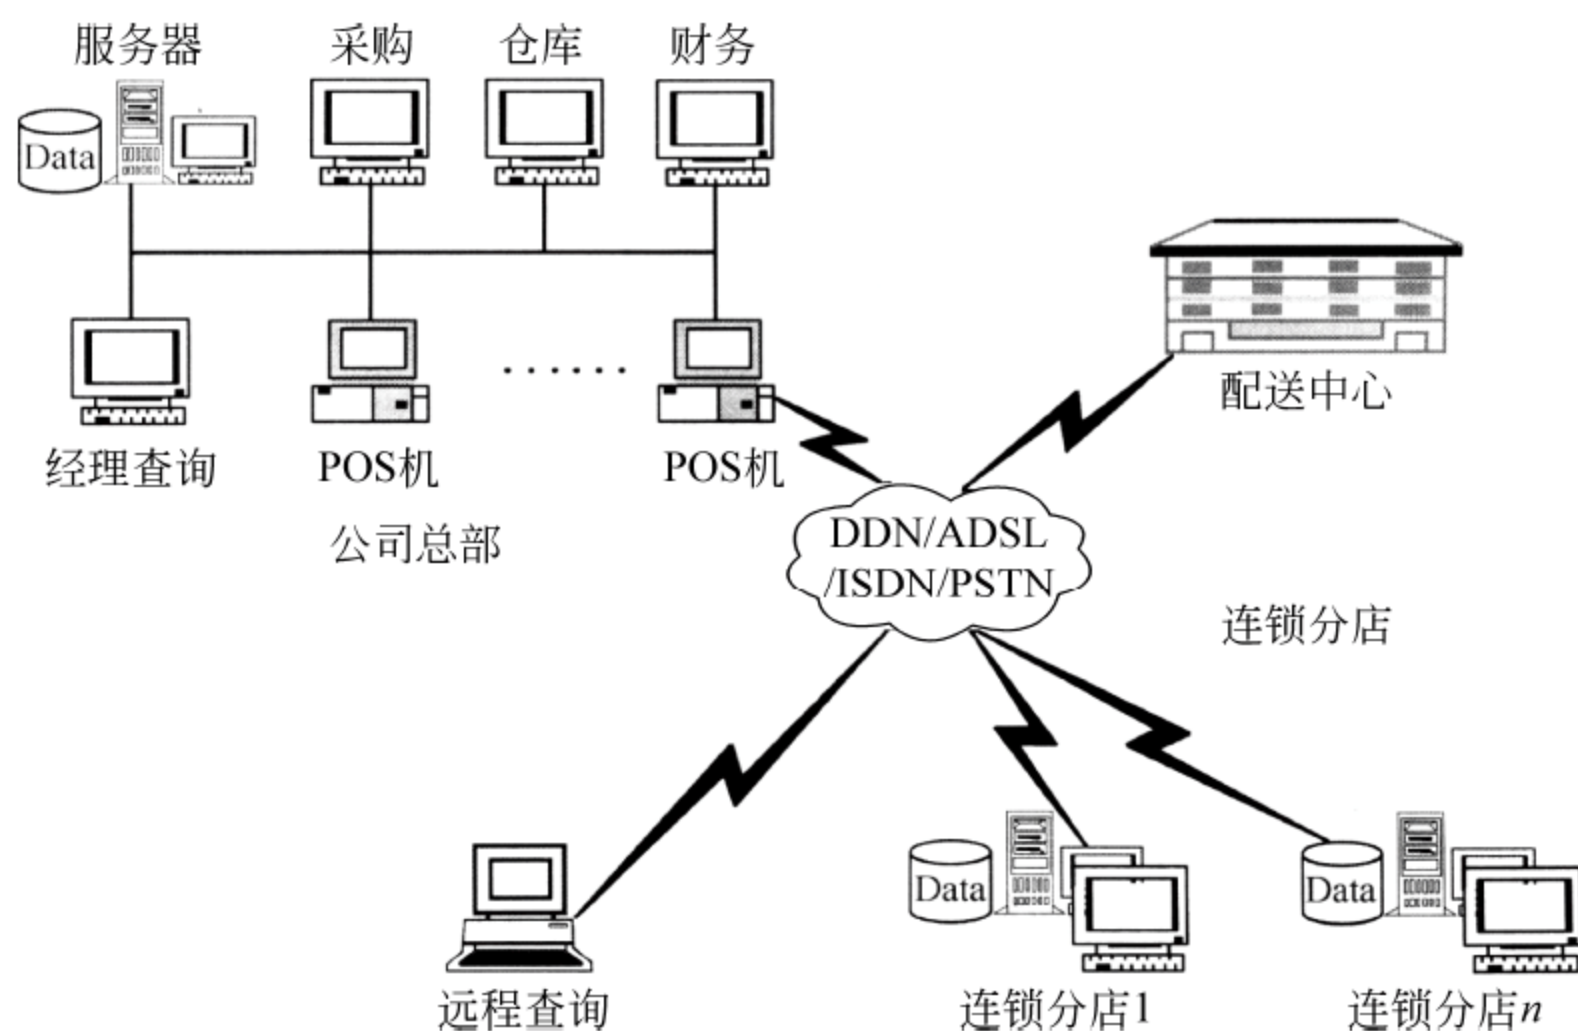 服务器 采购 仓库 财务
Data
经理查询 POS机 ······ POS机
公司总部
配送中心
DDN/ADSL
/ISDN/PSTN
连锁分店
Data
Data
远程查询 连锁分店1 连锁分店n